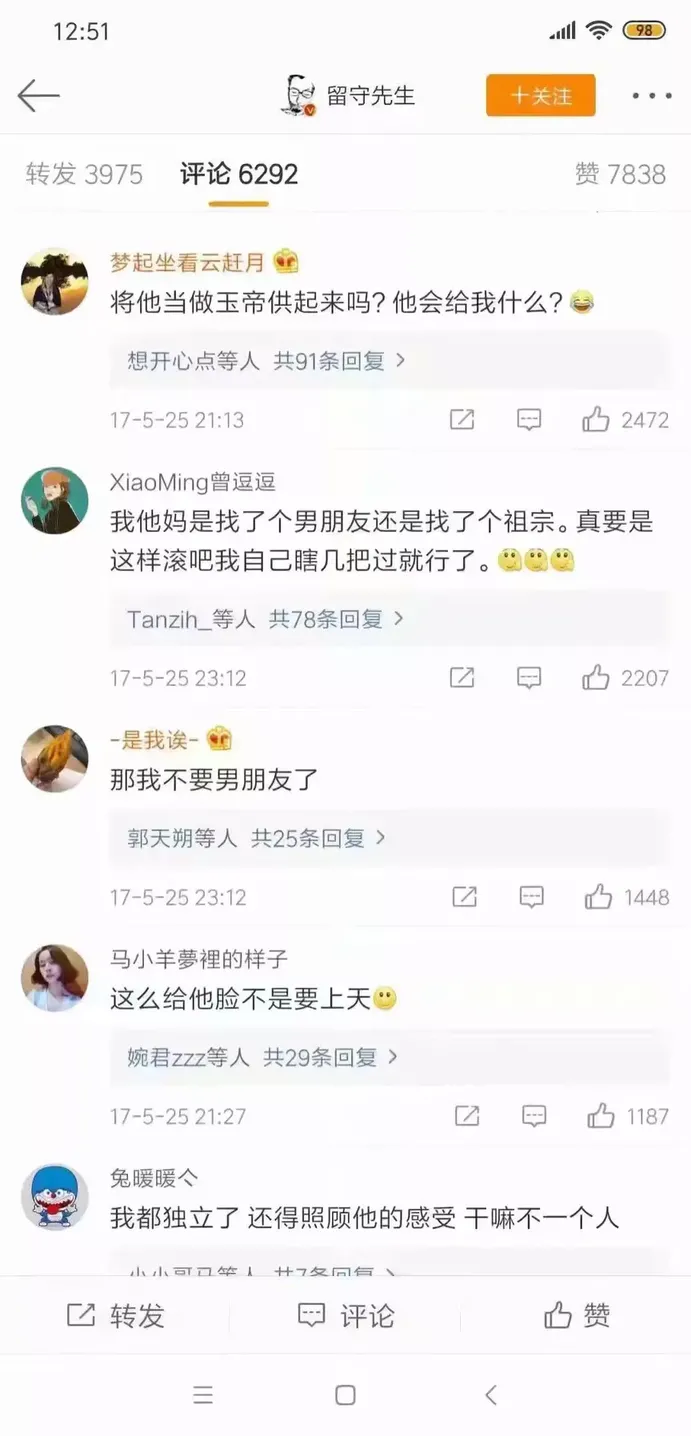 12:51
98
留守先生
+关注
转发 3975
评论 6292
赞 7838
梦起坐看云赶月
将他当做玉帝供起来吗？他会给我什么？
想开心点等人 共91条回复 >
17-5-25 21:13
2472
XiaoMing曾逗逗
我他妈是找了个男朋友还是找了个祖宗。真要是
这样滚吧我自己瞎几把过就行了。
Tanzih_等人 共78条回复 >
17-5-25 23:12
2207
-是我诶-
那我不要男朋友了
郭天朔等人 共25条回复 >
17-5-25 23:12
1448
马小羊夢裡的样子
这么给他脸不是要上天
婉君zzz等人 共29条回复 >
17-5-25 21:27
1187
兔暖暖亽
我都独立了 还得照顾他的感受 干嘛不一个人
小小哥马等人 共7条回复 >
转发
评论
赞